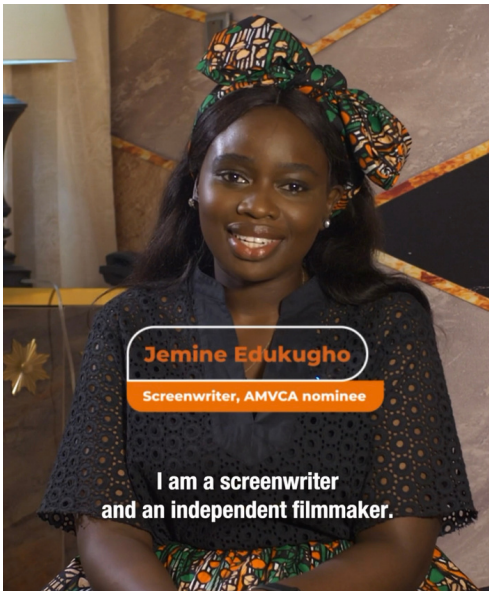 Jemine Edukugho
Screenwriter, AMVCA nominee
I am a screenwriter
and an independent filmmaker.